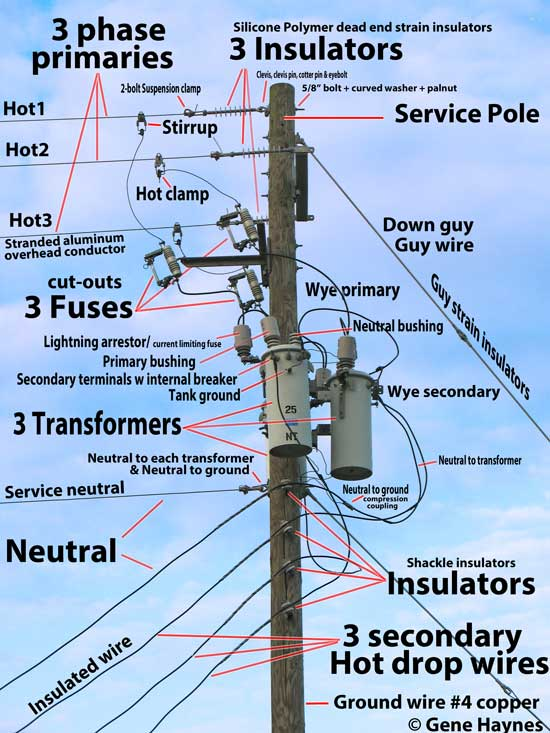 3 phase
primaries
Silicone Polymer dead end strain insulators
3 Insulators
Clevis, clevis pin, cotter pin & eyebolt
2-bolt Suspension clamp
5/8" bolt + curved washer + palnut
Hot1
Stirrup
Service Pole
Hot2
Hot clamp
Hot3
Stranded aluminum
overhead conductor
Down guy
Guy wire
cut-outs
3 Fuses
Wye primary
Guy strain insulators
Lightning arrestor/ current limiting fuse
Neutral bushing
Primary bushing
Secondary terminals w internal breaker
Tank ground
Wye secondary
25
NT
3 Transformers
Neutral to each transformer
& Neutral to ground
Neutral to transformer
Service neutral
Neutral to ground
compression
coupling
Neutral
Shackle insulators
Insulators
Insulated wire
3 secondary
Hot drop wires
Ground wire #4 copper
© Gene Haynes